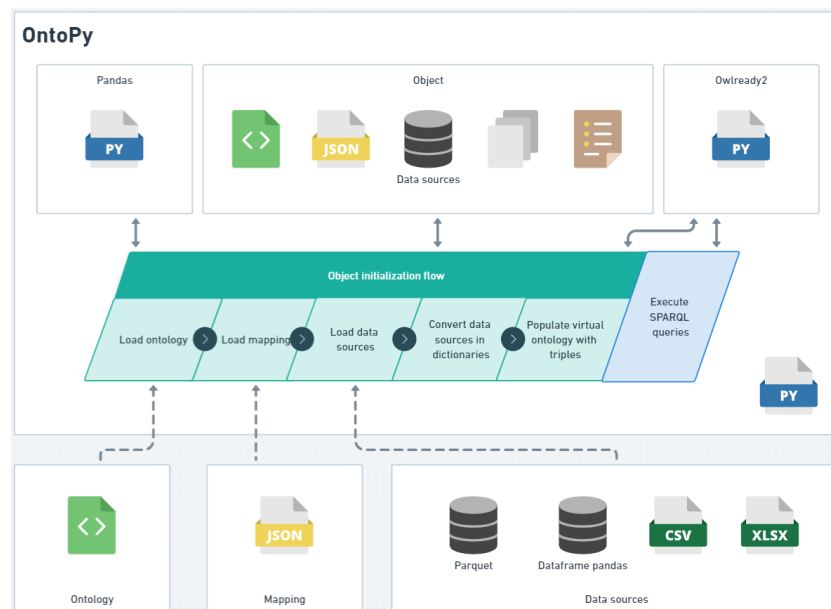 OntoPy
Pandas
Object
Owlready2
PY
JSON
PY
Data sources
Object initialization flow
Load ontology
Load mapping
Load data
sources
Convert data
sources in
dictionaries
Populate virtual
ontology with
triples
Execute
SPARQL
queries
PY
JSON
CSV
XLSX
Parquet
Dataframe pandas
Ontology
Mapping
Data sources